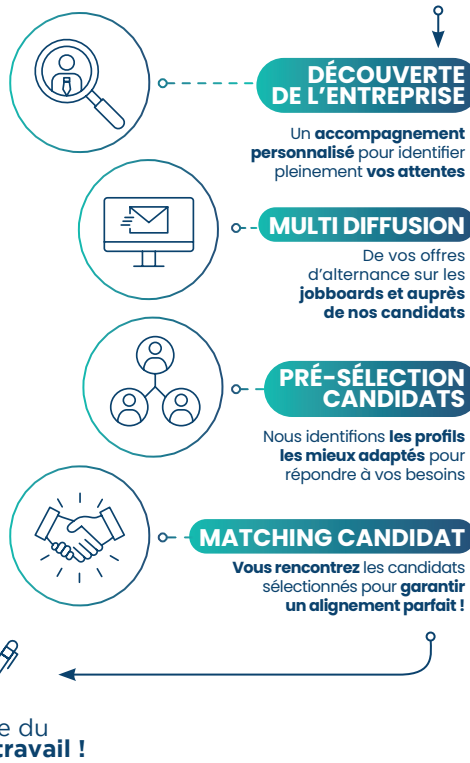 DÉCOUVERTE
DE L'ENTREPRISE
Un accompagnement
personnalisé pour identifier
pleinement vos attentes
MULTI DIFFUSION
De vos offres
d'alternance sur les
jobboards et auprès
de nos candidats
PRÉ-SÉLECTION
CANDIDATS
Nous identifions les profils
les mieux adaptés pour
répondre à vos besoins
MATCHING CANDIDAT
Vous rencontrez les candidats
sélectionnés pour garantir
un alignement parfait !
e du
travail !